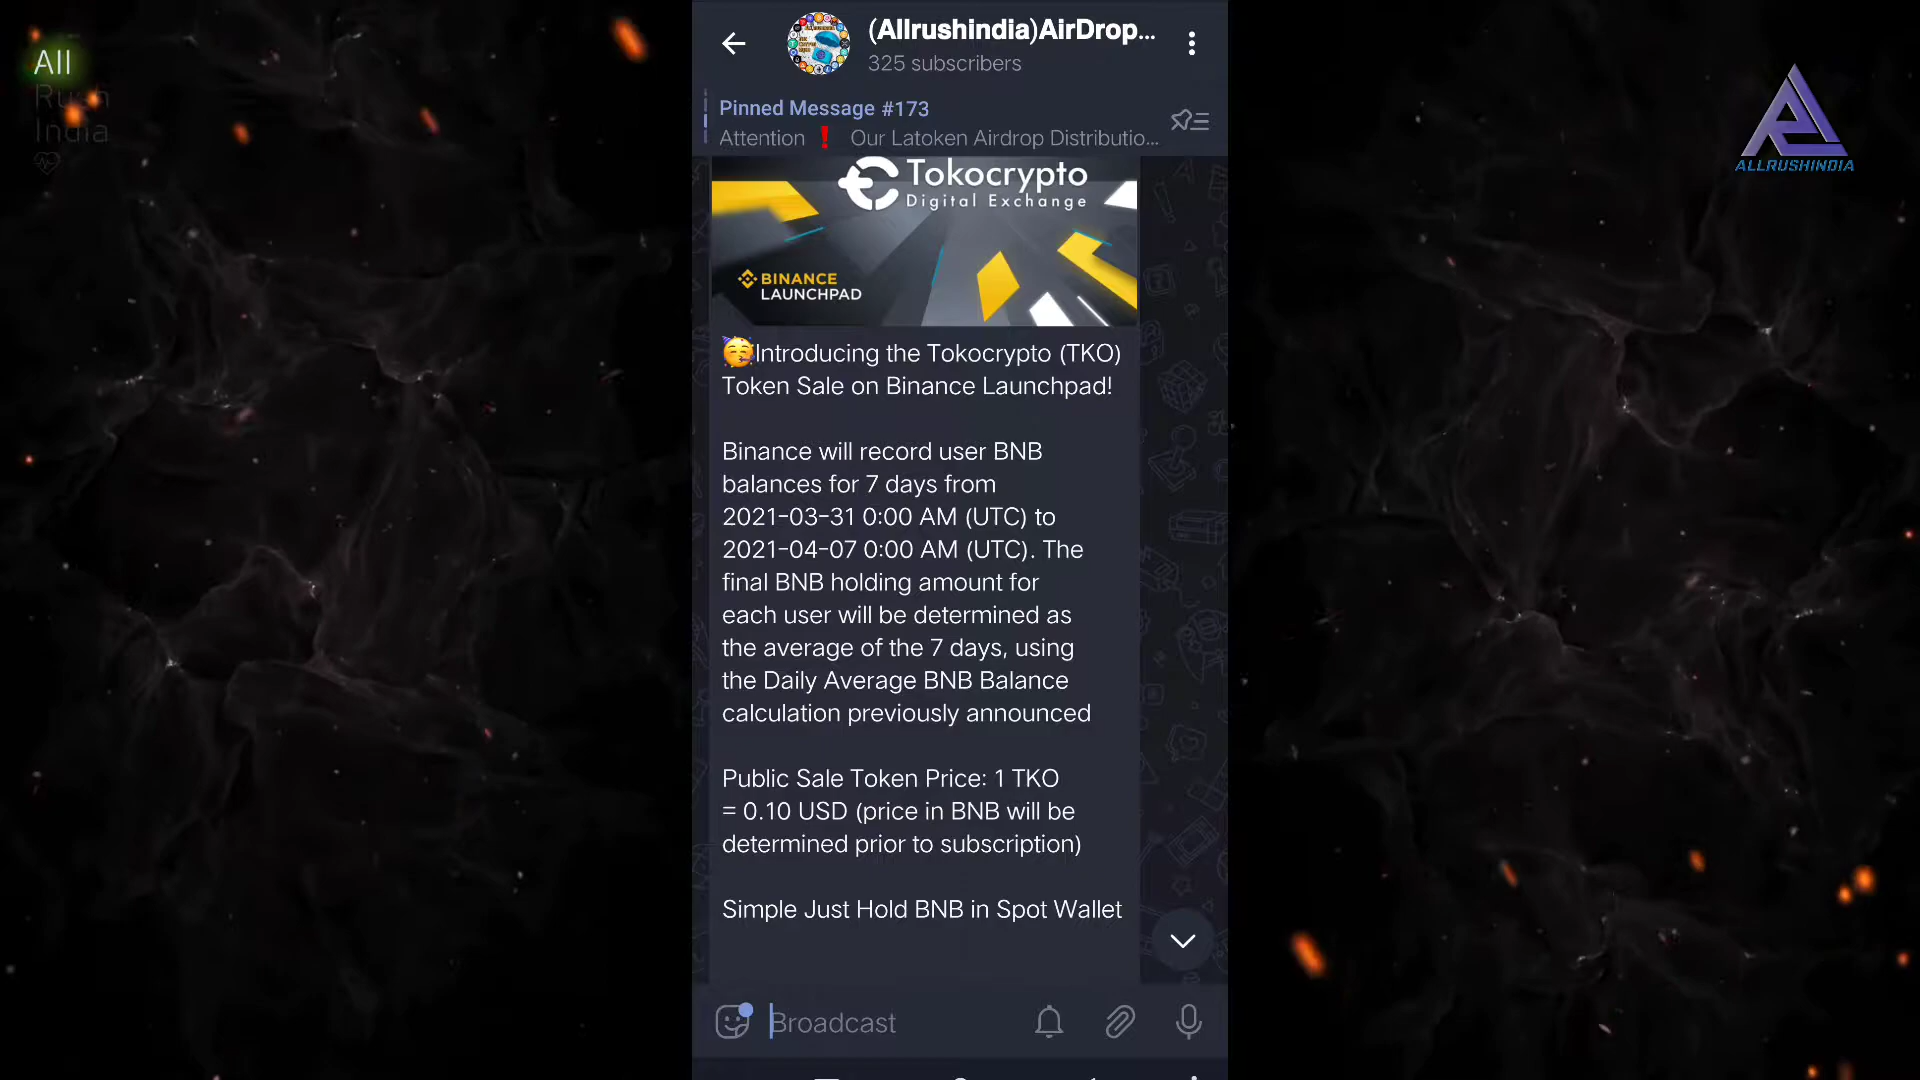 All
Rush
India
(Allrushindia)AirDrop...
325 subscribers
Pinned Message #173
Attention ❗ Our Latoken Airdrop Distributio...
ALLRUSHINDIA
Tokocrypto
Digital Exchange
BINANCE
LAUNCHPAD
🥳Introducing the Tokocrypto (TKO)
Token Sale on Binance Launchpad!
Binance will record user BNB
balances for 7 days from
2021-03-31 0:00 AM (UTC) to
2021-04-07 0:00 AM (UTC). The
final BNB holding amount for
each user will be determined as
the average of the 7 days, using
the Daily Average BNB Balance
calculation previously announced
Public Sale Token Price: 1 TKO
= 0.10 USD (price in BNB will be
determined prior to subscription)
Simple Just Hold BNB in Spot Wallet
Broadcast